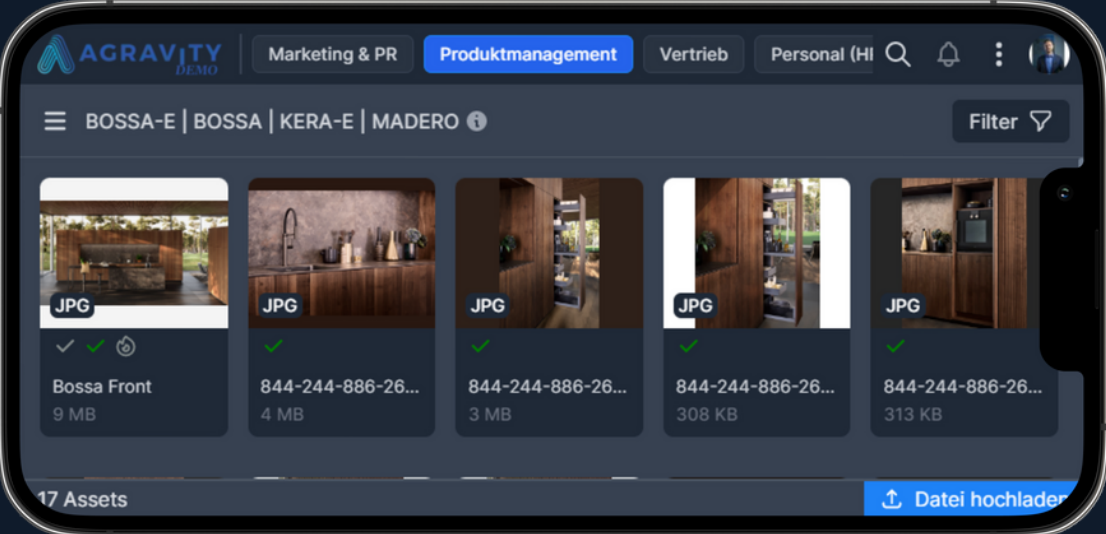 AGRAVITY
DEMO
Marketing & PR
Produktmanagement
Vertrieb
Personal (HI
BOSSA-E | BOSSA | KERA-E | MADERO
Filter
JPG
JPG
JPG
JPG
JPG
Bossa Front
844-244-886-26...
844-244-886-26...
844-244-886-26...
844-244-886-26...
9 MB
4 MB
3 MB
308 KB
313 KB
17 Assets
Datei hochladen